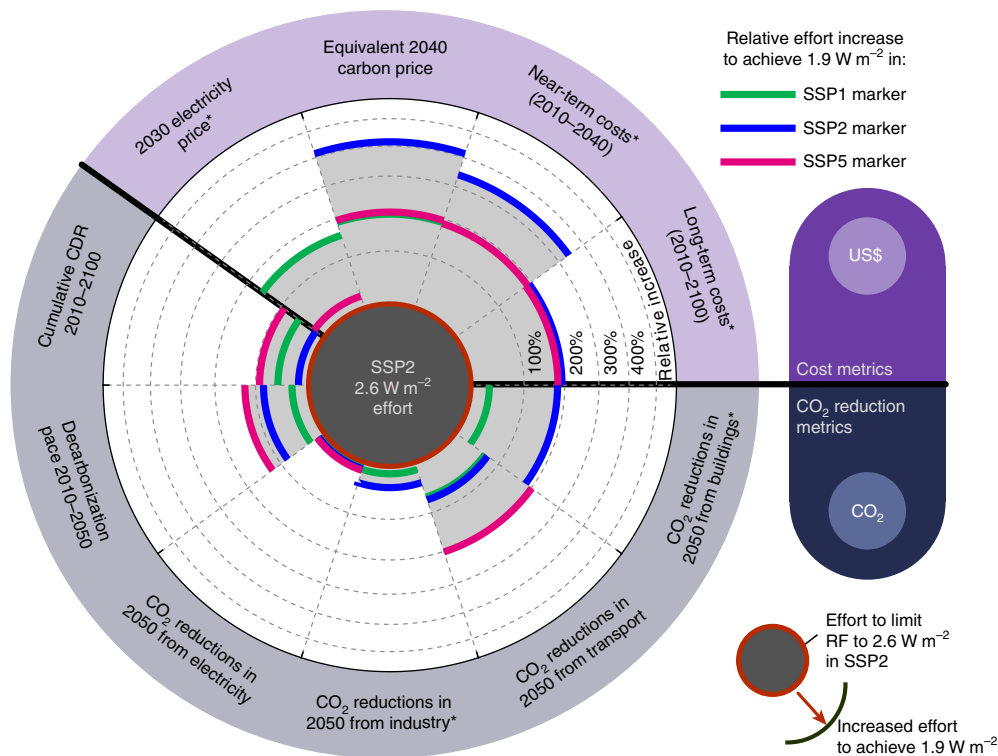 Equivalent 2040
carbon price
Near-term costs*
(2010–2040)
Long-term costs*
(2010–2100)
2030 electricity
price*
Cumulative CDR
2010–2100
Decarbonization
pace 2010–2050
CO₂ reductions in
2050 from electricity
CO₂ reductions in
2050 from industry*
CO₂ reductions in
2050 from transport
CO₂ reductions in
2050 from buildings*
SSP2
2.6 W m⁻²
effort
100%
200%
300%
400%
Relative increase
Relative effort increase
to achieve 1.9 W m⁻² in:
SSP1 marker
SSP2 marker
SSP5 marker
US$
Cost metrics
CO₂ reduction
metrics
CO₂
Effort to limit
RF to 2.6 W m⁻²
in SSP2
Increased effort
to achieve 1.9 W m⁻²